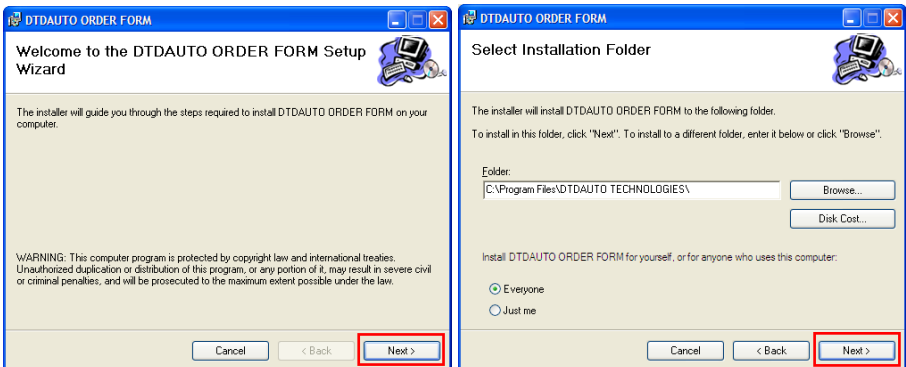 DTDAUTO ORDER FORM
Welcome to the DTDAUTO ORDER FORM Setup
Wizard
The installer will guide you through the steps required to install DTDAUTO ORDER FORM on your
computer.
WARNING: This computer program is protected by copyright law and international treaties.
Unauthorized duplication or distribution of this program, or any portion of it, may result in severe civil
or criminal penalties, and will be prosecuted to the maximum extent possible under the law.
Cancel
< Back
Next >
DTDAUTO ORDER FORM
Select Installation Folder
The installer will install DTDAUTO ORDER FORM to the following folder.
To install in this folder, click "Next". To install to a different folder, enter it below or click "Browse".
Folder:
C:\Program Files\DTDAUTO TECHNOLOGIES\
Browse...
Disk Cost...
Install DTDAUTO ORDER FORM for yourself, or for anyone who uses this computer:
Everyone
Just me
Cancel
< Back
Next >